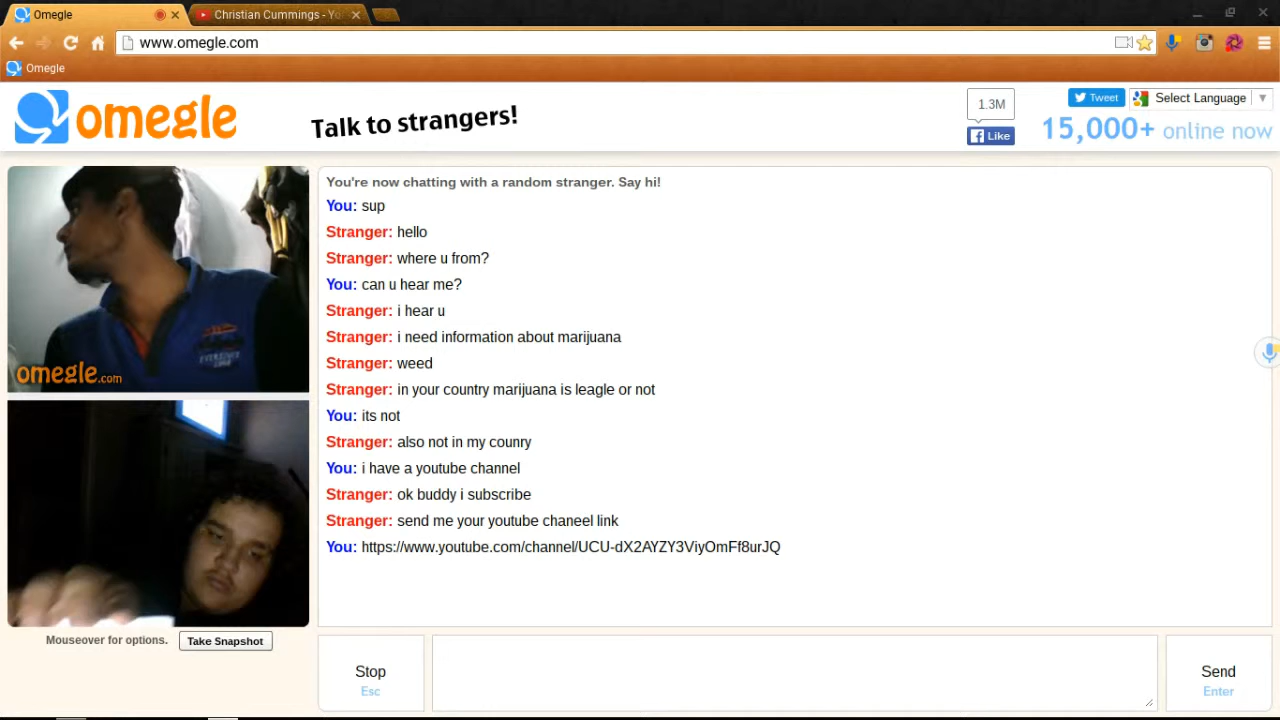 Omegle
Christian Cummings - Yo
www.omegle.com
Omegle
omegle
Talk to strangers!
1.3M
Like
Tweet
Select Language
15,000+ online now
omegle.com
Mouseover for options.
Take Snapshot
You're now chatting with a random stranger. Say hi!
You: sup
Stranger: hello
Stranger: where u from?
You: can u hear me?
Stranger: i hear u
Stranger: i need information about marijuana
Stranger: weed
Stranger: in your country marijuana is leagle or not
You: its not
Stranger: also not in my counry
You: i have a youtube channel
Stranger: ok buddy i subscribe
Stranger: send me your youtube chaneel link
You: https://www.youtube.com/channel/UCU-dX2AYZY3ViyOmFf8urJQ
Stop
Esc
Send
Enter